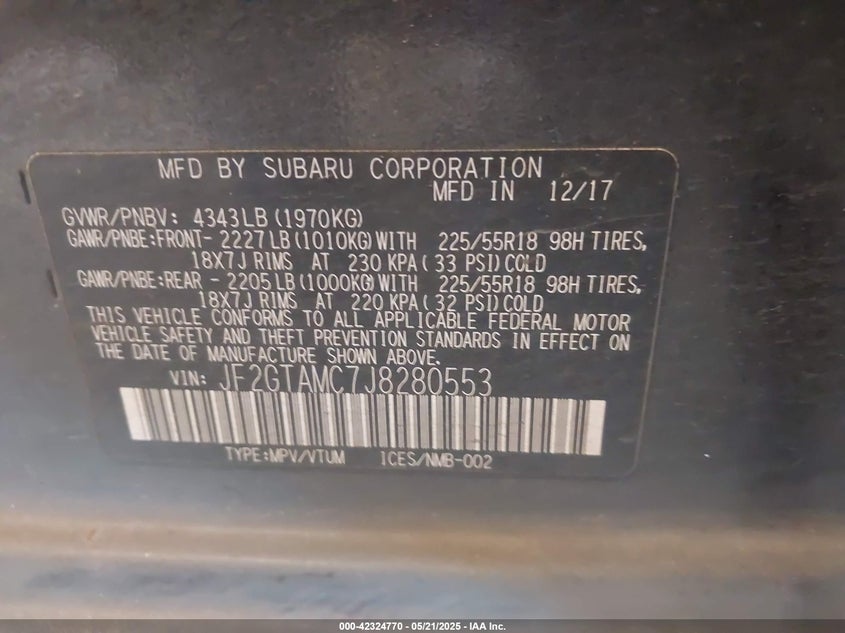 MFD BY SUBARU CORPORATION
MFD IN 12/17
GVWR/PNBV: 4343LB(1970KG)
GAWR/PNBE:FRONT- 2227LB(1010KG)WITH 225/55R18 98H TIRES,
18X7J RIMS AT 230 KPA( 33 PSI)COLD
GAWR/PNBE:REAR - 2205LB(1000KG)WITH 225/55R18 98H TIRES,
18X7J RIMS AT 220 KPA( 32 PSI)COLD
THIS VEHICLE CONFORMS TO ALL APPLICABLE FEDERAL MOTOR
VEHICLE SAFETY AND THEFT PREVENTION STANDARDS IN EFFECT ON
THE DATE OF MANUFACTURE SHOWN ABOVE.
VIN: JF2GTAMC7J8280553
TYPE:MPV/VTUM ICES/NMB-002
000-42324770 - 05/21/2025 - IAA Inc.